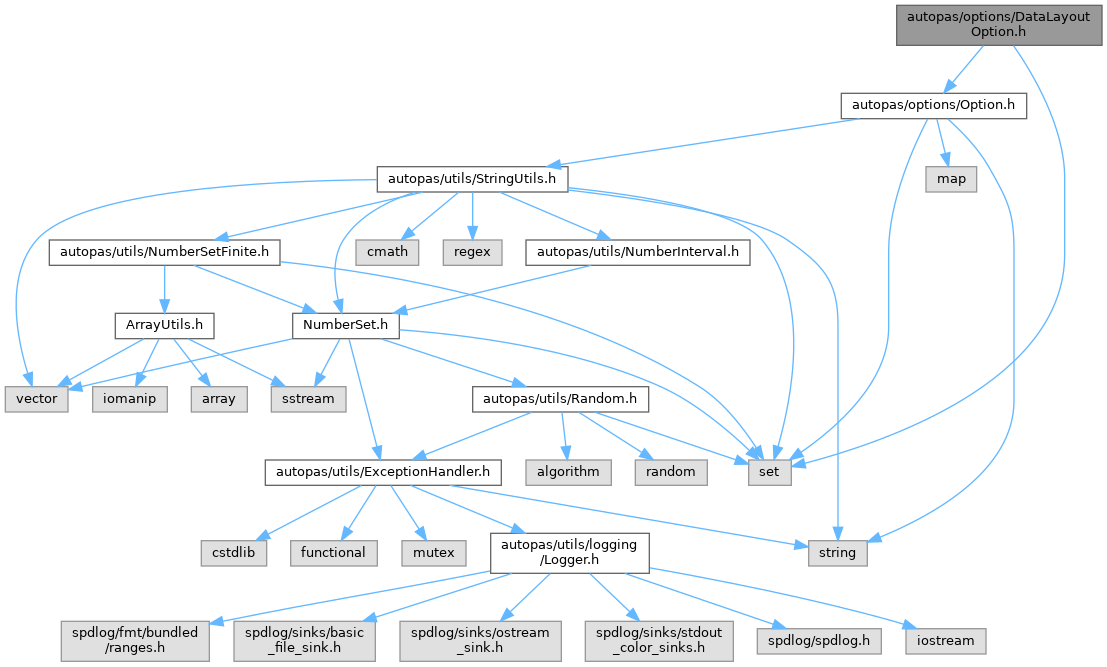 autopas/options/DataLayout
Option.h
autopas/options/Option.h
autopas/utils/StringUtils.h
map
autopas/utils/NumberSetFinite.h
cmath
regex
autopas/utils/NumberInterval.h
ArrayUtils.h
NumberSet.h
vector
iomanip
array
sstream
autopas/utils/Random.h
autopas/utils/ExceptionHandler.h
algorithm
random
set
cstdlib
functional
mutex
autopas/utils/logging
/Logger.h
string
spdlog/fmt/bundled
/ranges.h
spdlog/sinks/basic
_file_sink.h
spdlog/sinks/ostream
_sink.h
spdlog/sinks/stdout
_color_sinks.h
spdlog/spdlog.h
iostream